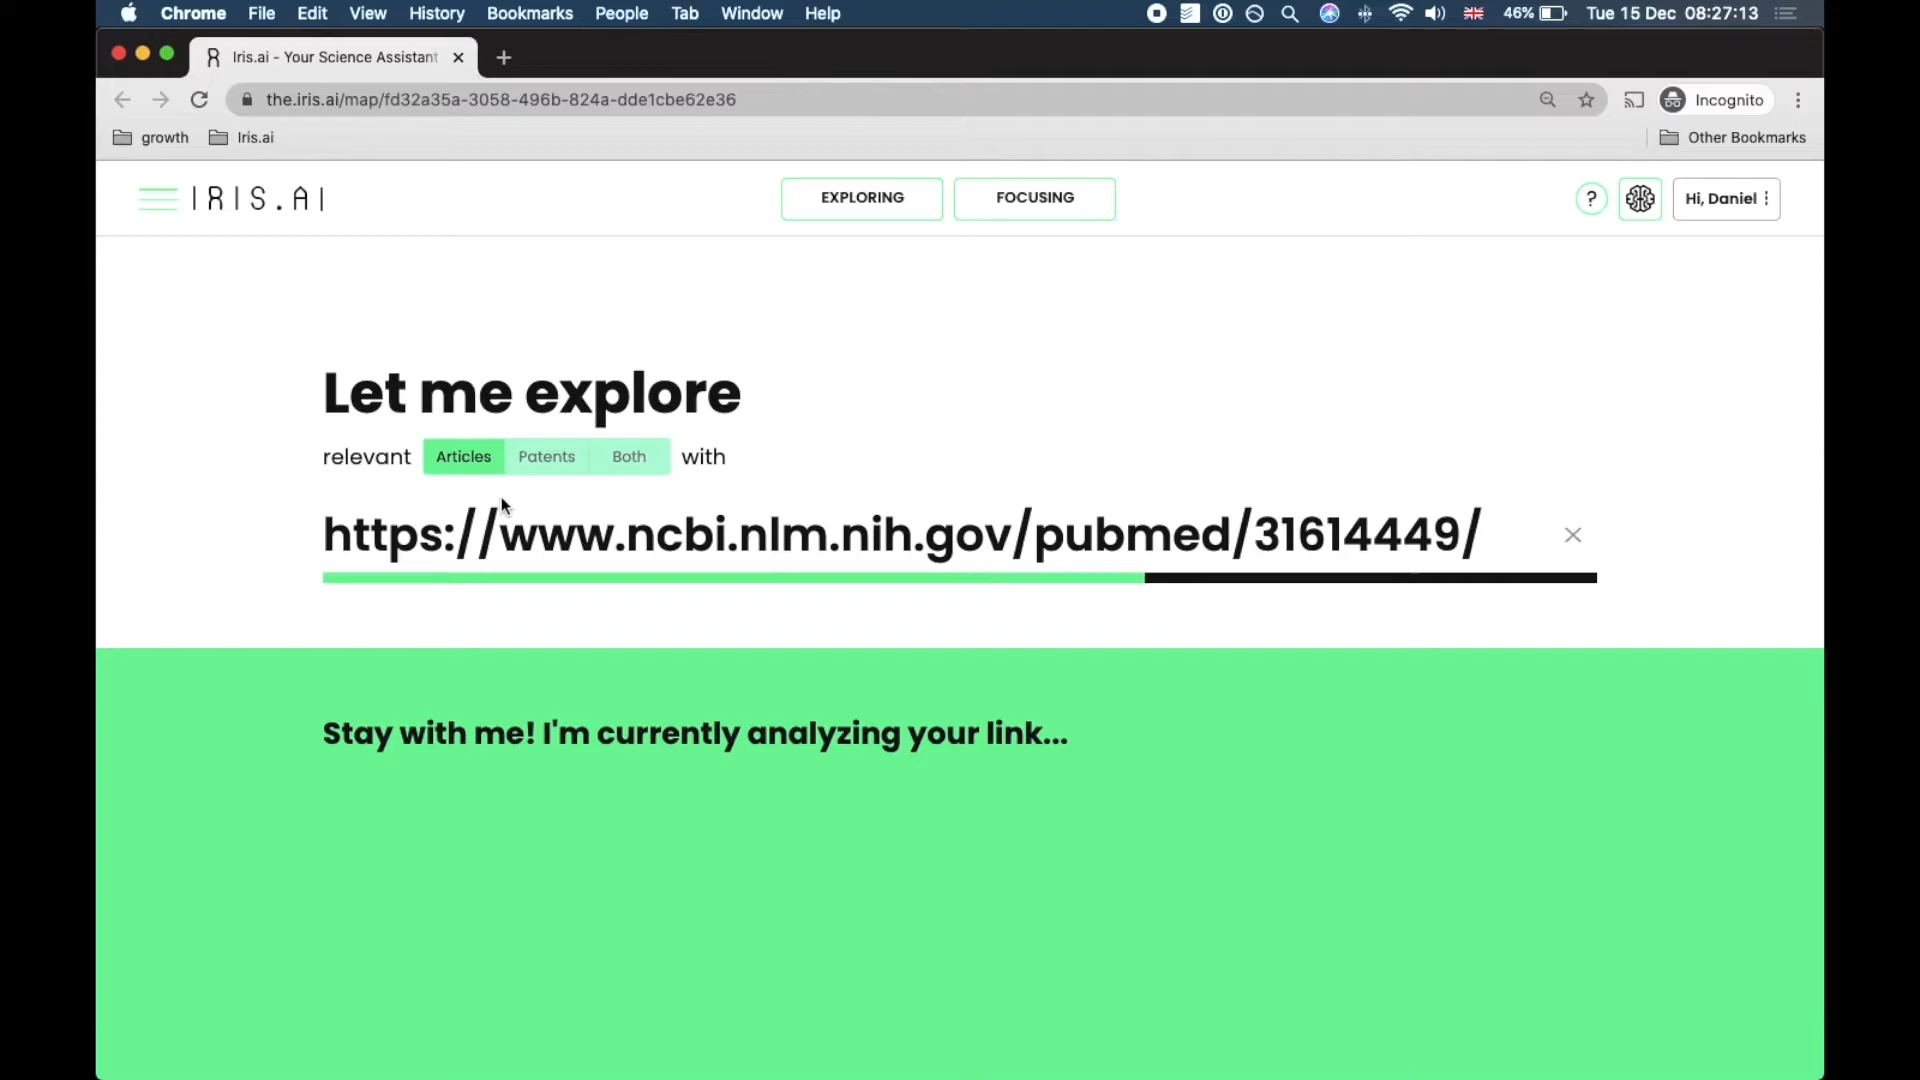 Chrome File Edit View History Bookmarks People Tab Window Help 46% Tue 15 Dec 08:27:13
Iris.ai - Your Science Assistant
the.iris.ai/map/fd32a35a-3058-496b-824a-dde1cbe62e36 Incognito
growth Iris.ai Other Bookmarks
IRIS.AI EXPLORING FOCUSING ? Hi, Daniel
Let me explore
relevant Articles Patents Both with
https://www.ncbi.nlm.nih.gov/pubmed/31614449/
Stay with me! I'm currently analyzing your link...